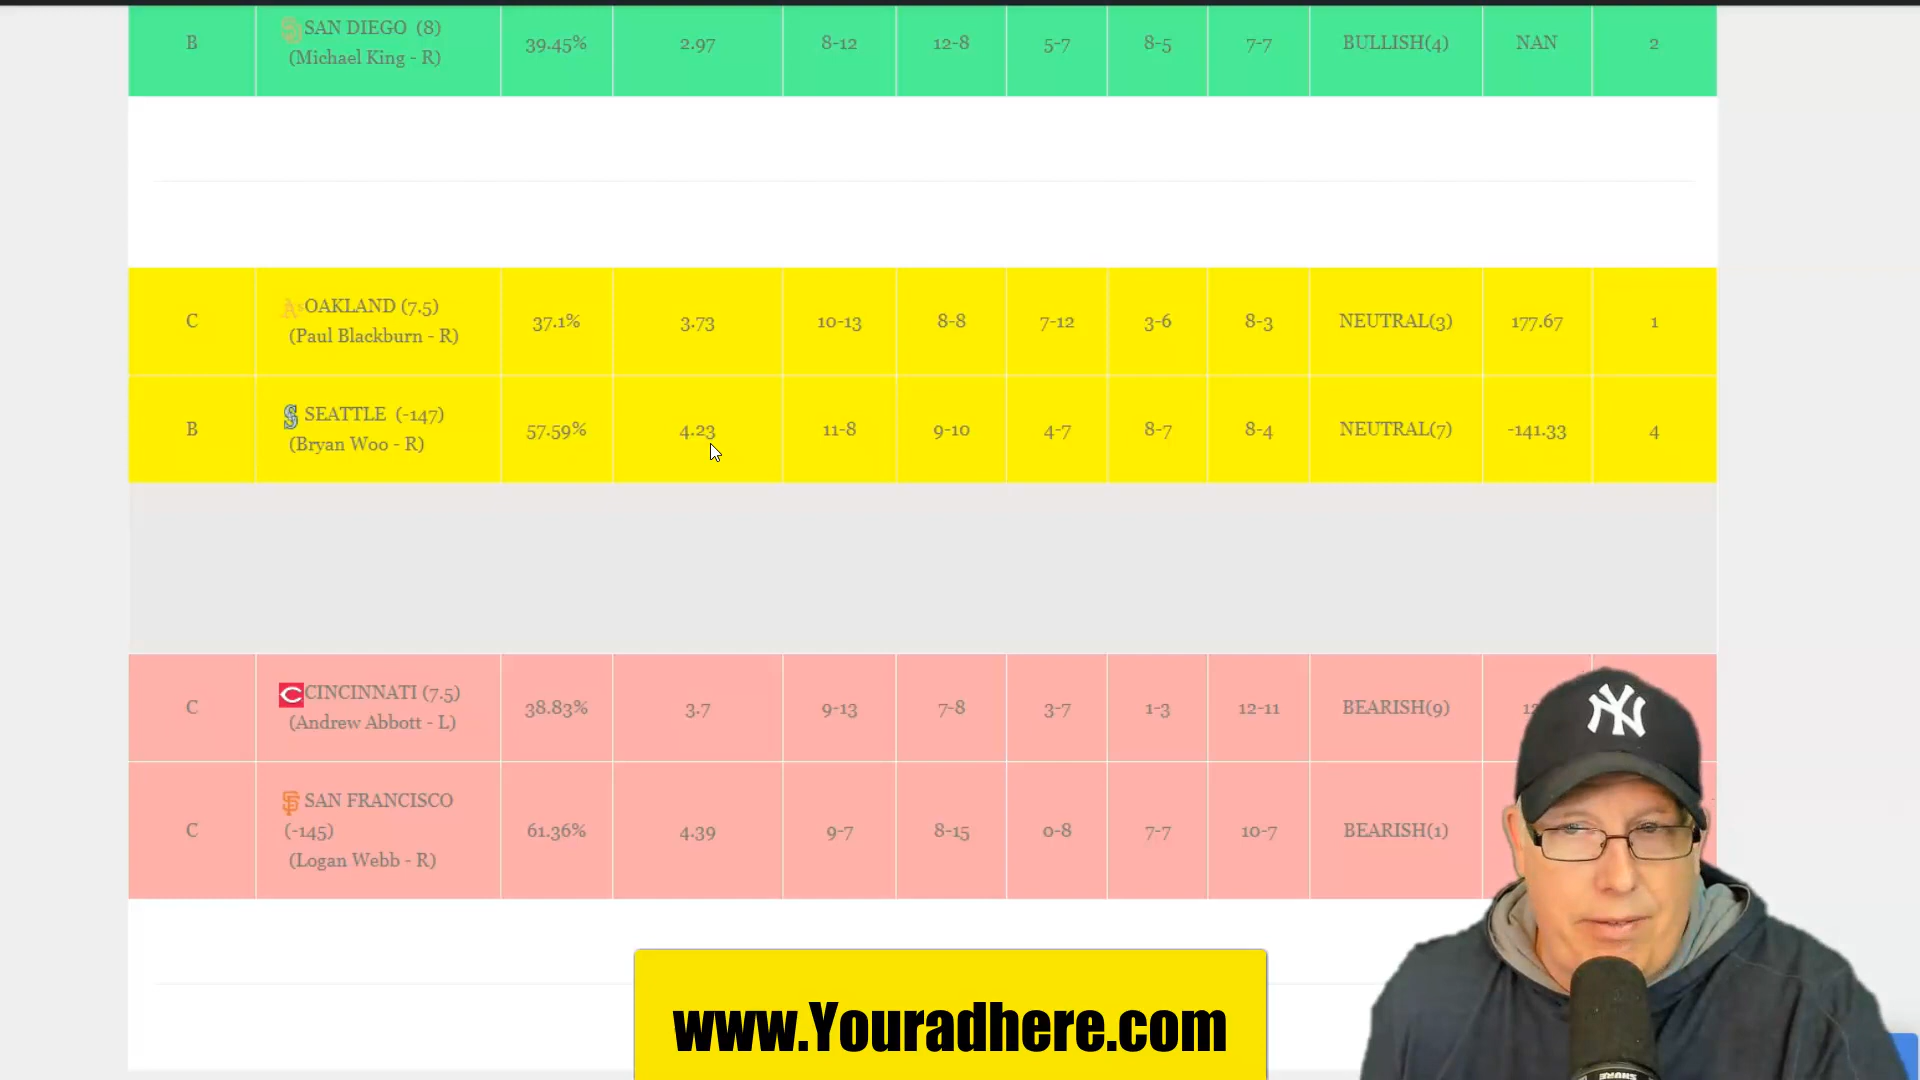 B SAN DIEGO (8) 39.45% 2.97 8-12 12-8 5-7 8-5 7-7 BULLISH(4) NAN 2
(Michael King - R)
C OAKLAND (7.5) 37.1% 3.73 10-13 8-8 7-12 3-6 8-3 NEUTRAL(3) 177.67 1
(Paul Blackburn - R)
B SEATTLE (-147) 57.59% 4.23 11-8 9-10 4-7 8-7 8-4 NEUTRAL(7) -141.33 4
(Bryan Woo - R)
C CINCINNATI (7.5) 38.83% 3.7 9-13 7-8 3-7 1-3 12-11 BEARISH(9)
(Andrew Abbott - L)
SAN FRANCISCO
C (-145) 61.36% 4.39 9-7 8-15 0-8 7-7 10-7 BEARISH(1)
(Logan Webb - R)
NY
www.Youradhere.com